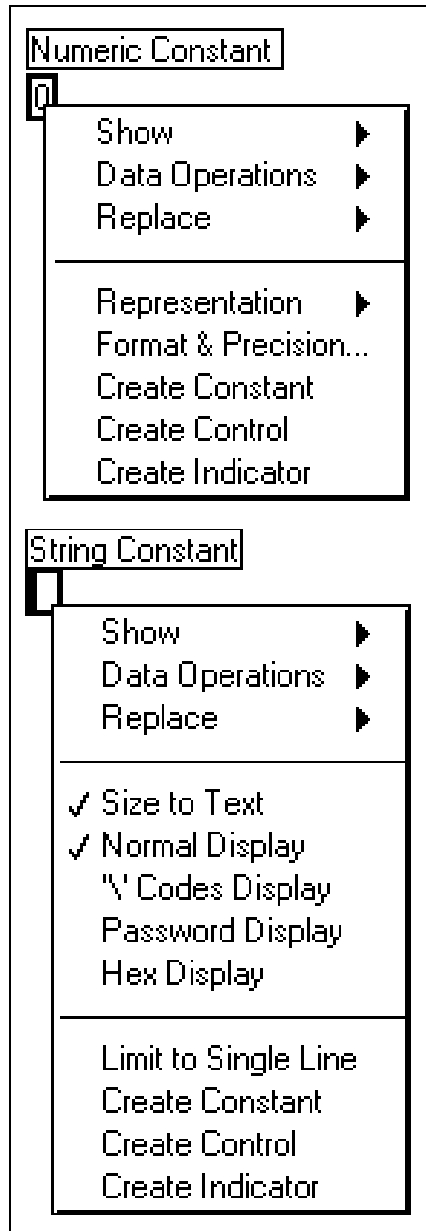 Numeric Constant
0
Show
Data Operations
Replace
Representation
Format & Precision...
Create Constant
Create Control
Create Indicator
String Constant
Show
Data Operations
Replace
✓ Size to Text
✓ Normal Display
'\' Codes Display
Password Display
Hex Display
Limit to Single Line
Create Constant
Create Control
Create Indicator